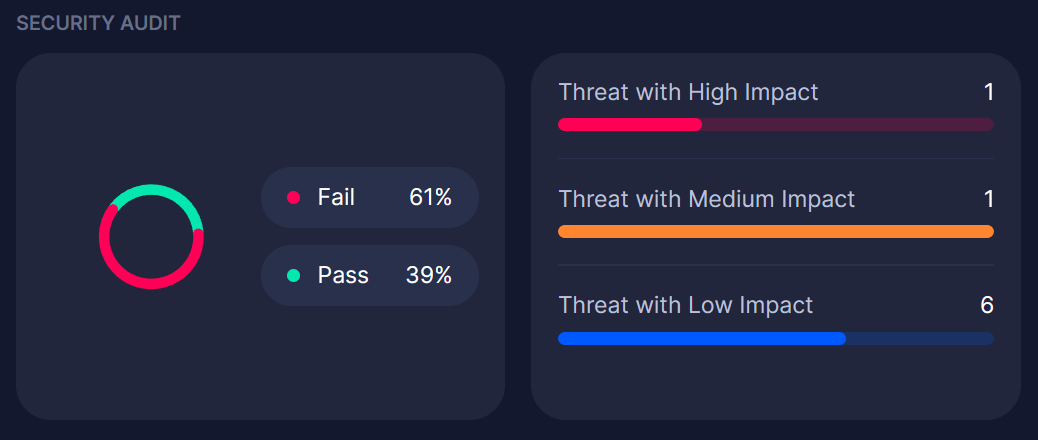 SECURITY AUDIT
Fail 61%
Pass 39%
Threat with High Impact 1
Threat with Medium Impact 1
Threat with Low Impact 6